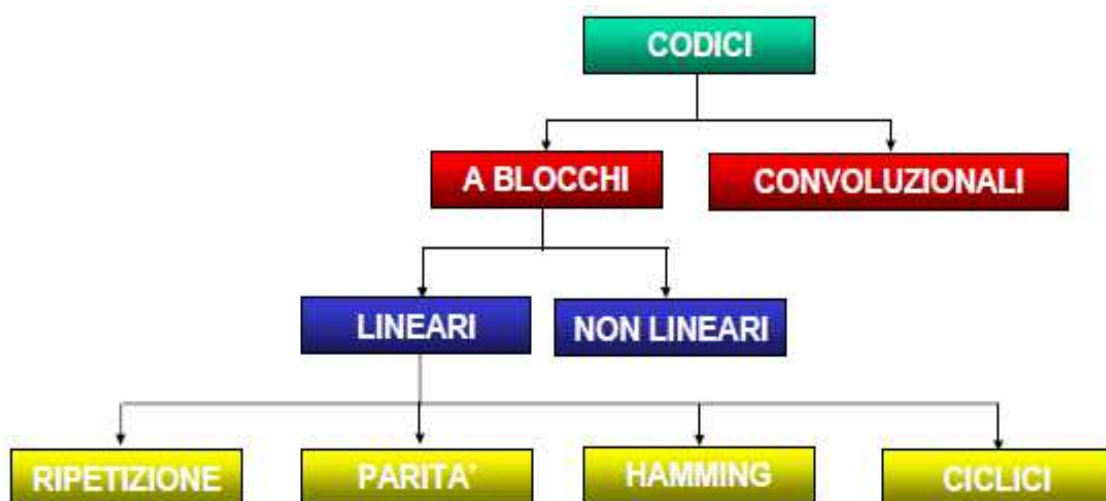 CODICI
A BLOCCHI
CONVOLUZIONALI
LINEARI
NON LINEARI
RIPETIZIONE
PARITA'
HAMMING
CICLICI